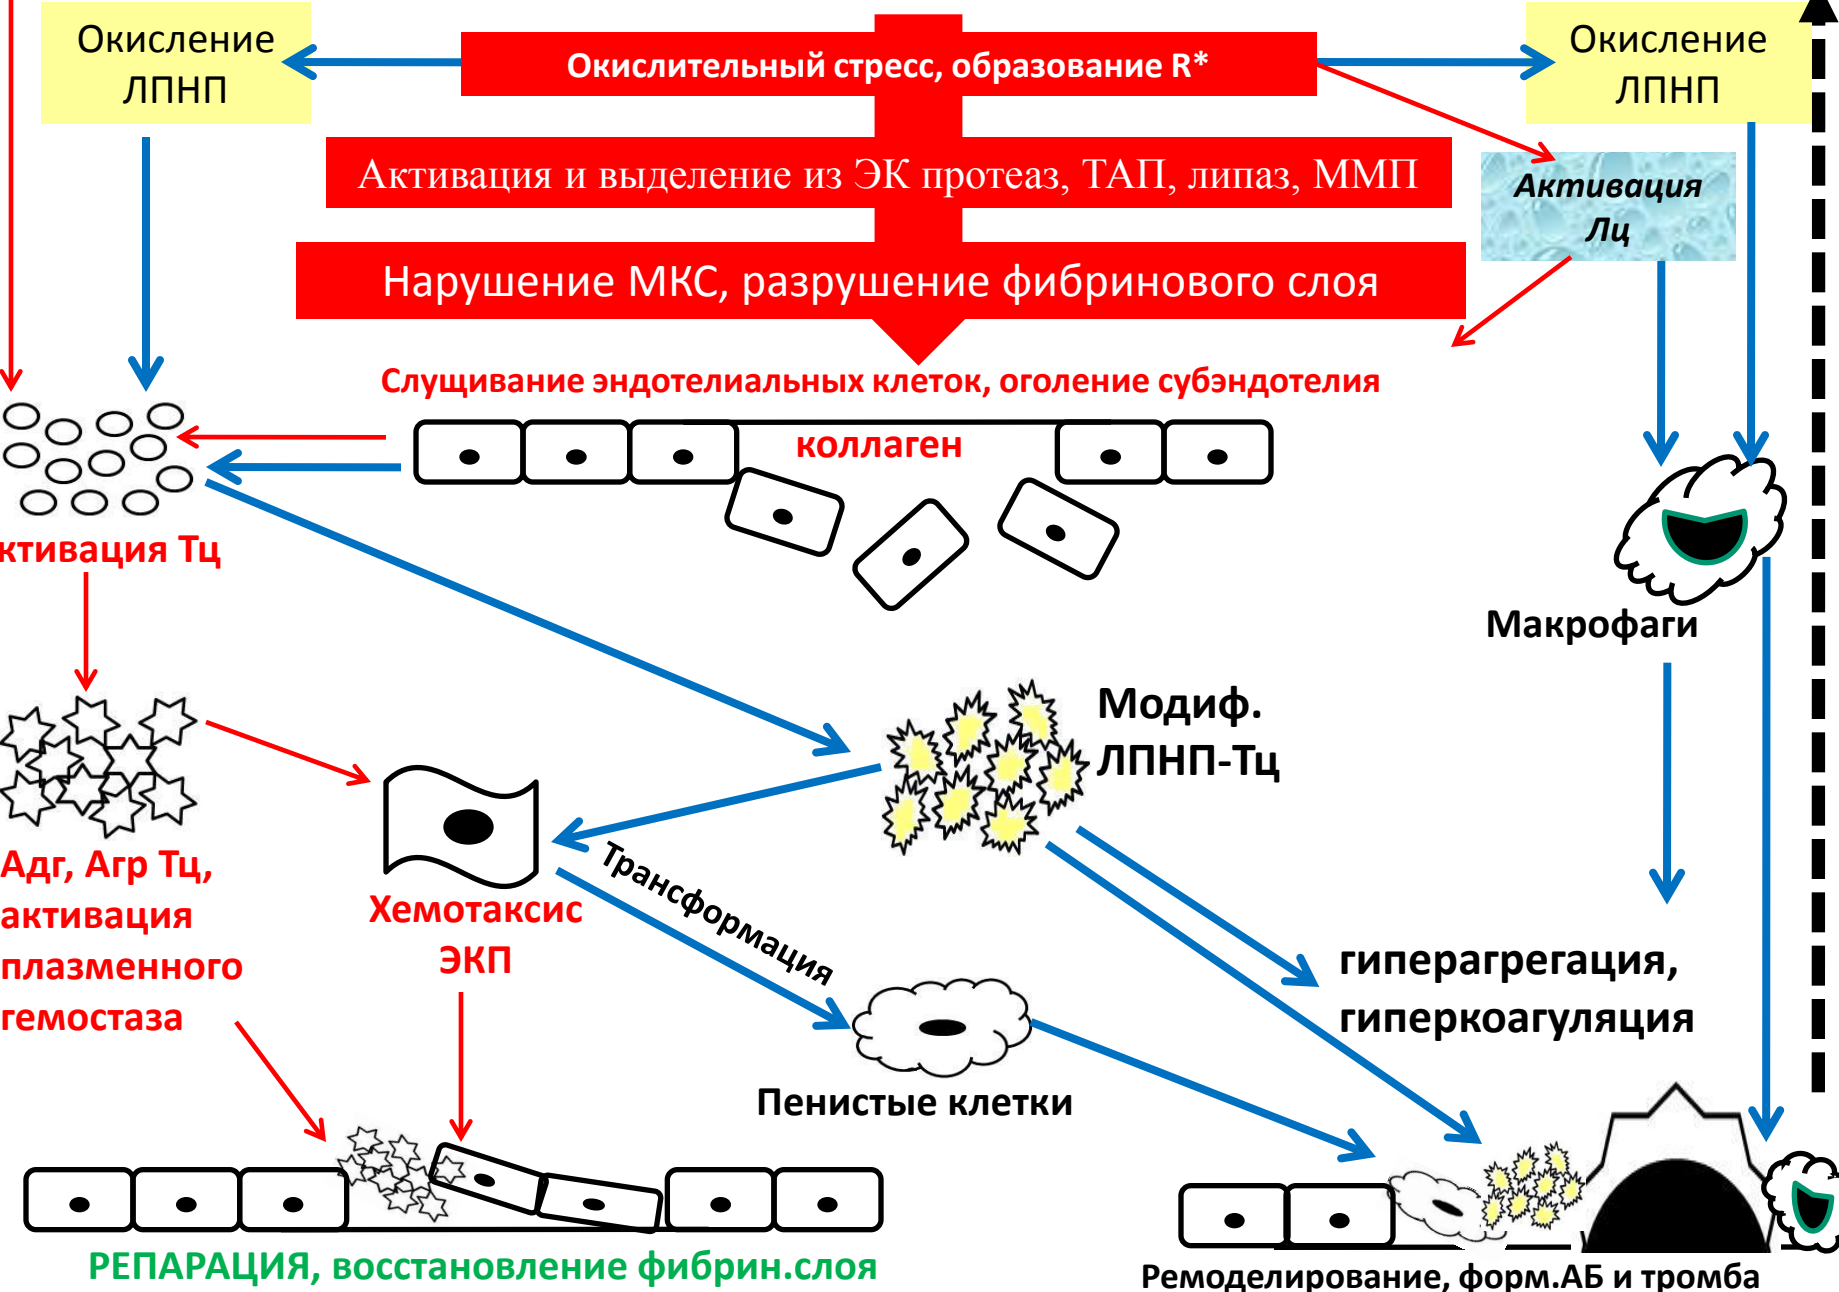 Окисление
ЛПНП
Окислительный стресс, образование R*
Окисление
ЛПНП
Активация и выделение из ЭК протеаз, ТАП, липаз, ММП
Активация
Лц
Нарушение МКС, разрушение фибринового слоя
Слущивание эндотелиальных клеток, оголение субэндотелия
коллаген
ктивация Тц
Макрофаги
Модиф.
ЛПНП-Тц
Адг, Агр Тц,
активация
плазменного
гемостаза
Хемотаксис
ЭКП
Трансформация
гиперагрегация,
гиперкоагуляция
Пенистые клетки
РЕПАРАЦИЯ, восстановление фибрин.слоя
Ремоделирование, форм.АБ и тромба